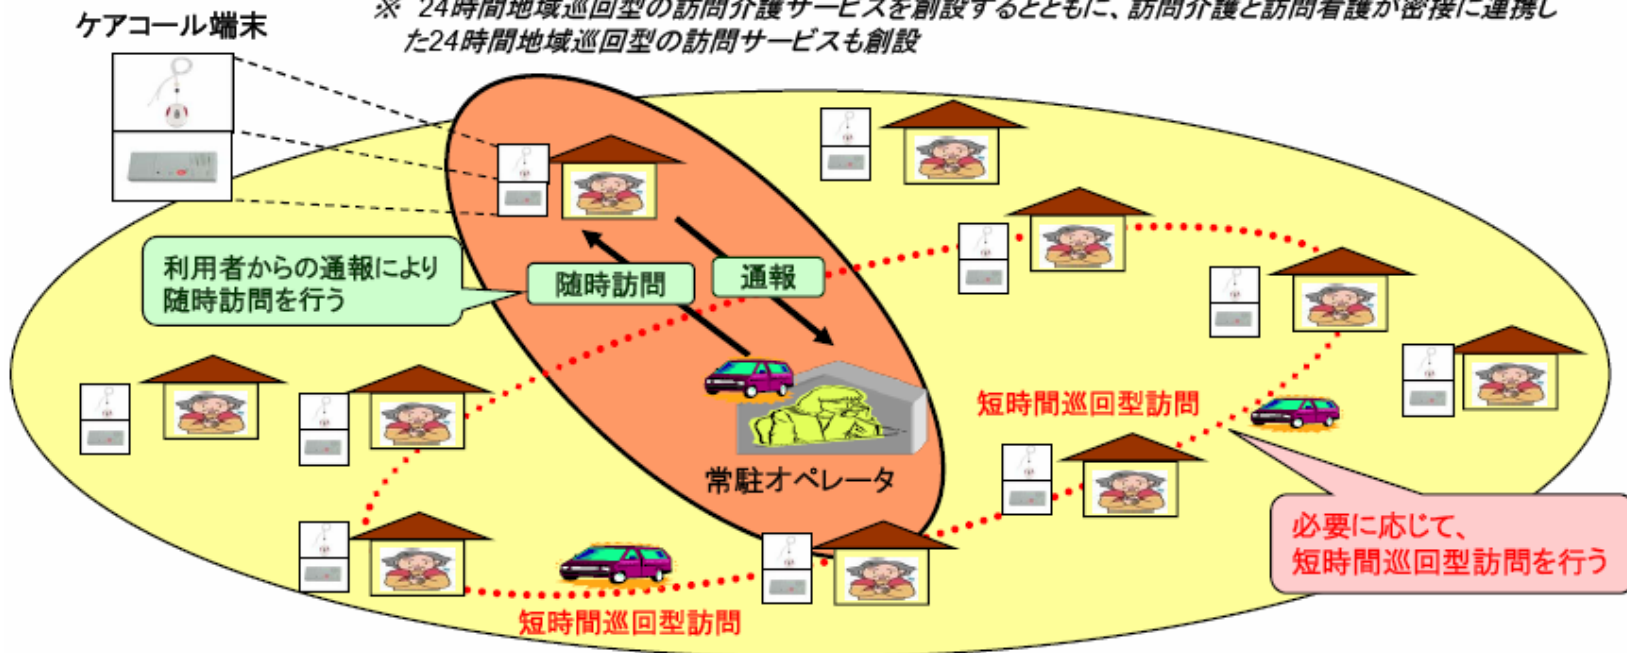 ※ 24時間地域巡回型の訪問介護サービスを創設するとともに、訪問介護と訪問看護が密接に連携し
た24時間地域巡回型の訪問サービスも創設
ケアコール端末
利用者からの通報により
随時訪問を行う
随時訪問
通報
常駐オペレータ
短時間巡回型訪問
必要に応じて、
短時間巡回型訪問を行う
短時間巡回型訪問